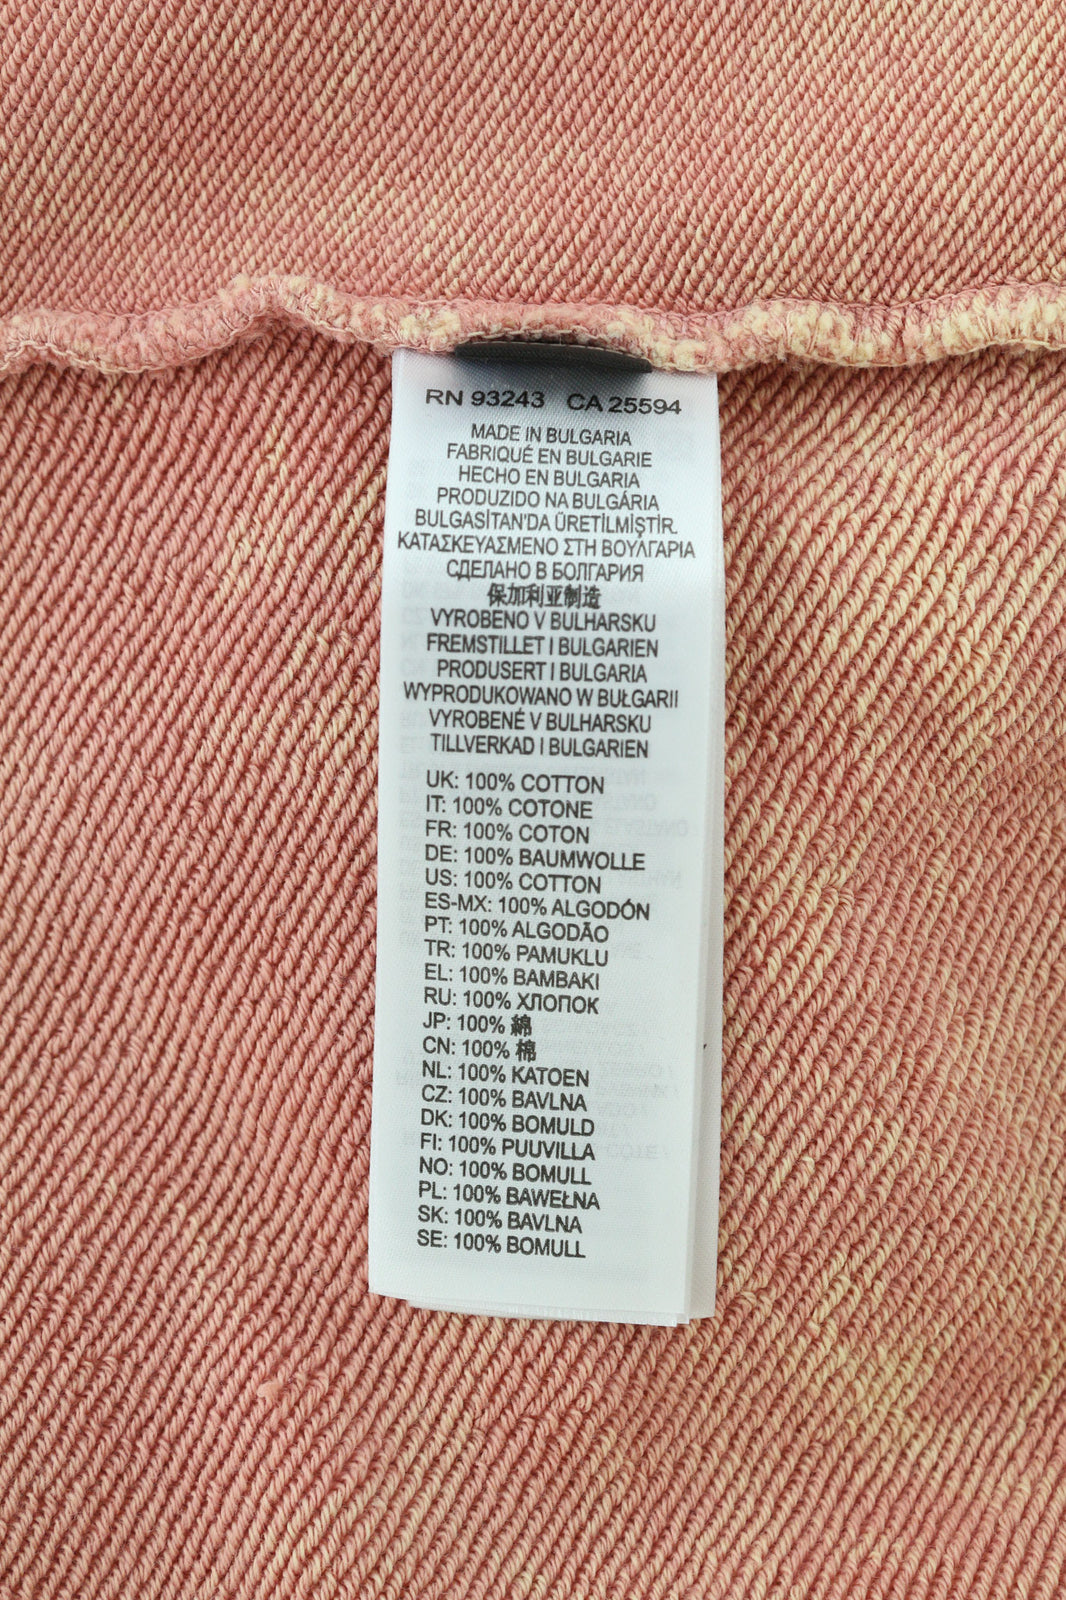 RN 93243 CA 25594
MADE IN BULGARIA
FABRIQUÉ EN BULGARIE
HECHO EN BULGARIA
PRODUZIDO NA BULGÁRIA
BULGASİTAN'DA ÜRETİLMİŞTİR.
ΚΑΤΑΣΚΕΥΑΣΜΕΝΟ ΣΤΗ ΒΟΥΛΓΑΡΙΑ
СДЕЛАНО В БОЛГАРИЯ
保加利亚制造
VYROBENO V BULHARSKU
FREMSTILLET I BULGARIEN
PRODUSERT I BULGARIA
WYPRODUKOWANO W BUŁGARII
VYROBENÉ V BULHARSKU
TILLVERKAD I BULGARIEN
UK: 100% COTTON
IT: 100% COTONE
FR: 100% COTON
DE: 100% BAUMWOLLE
US: 100% COTTON
ES-MX: 100% ALGODÓN
PT: 100% ALGODÃO
TR: 100% PAMUKLU
EL: 100% ΒΑΜΒΑΚΙ
RU: 100% ХЛОПОК
JP: 100% 綿
CN: 100% 棉
NL: 100% KATOEN
CZ: 100% BAVLNA
DK: 100% BOMULD
FI: 100% PUUVILLA
NO: 100% BOMULL
PL: 100% BAWEŁNA
SK: 100% BAVLNA
SE: 100% BOMULL